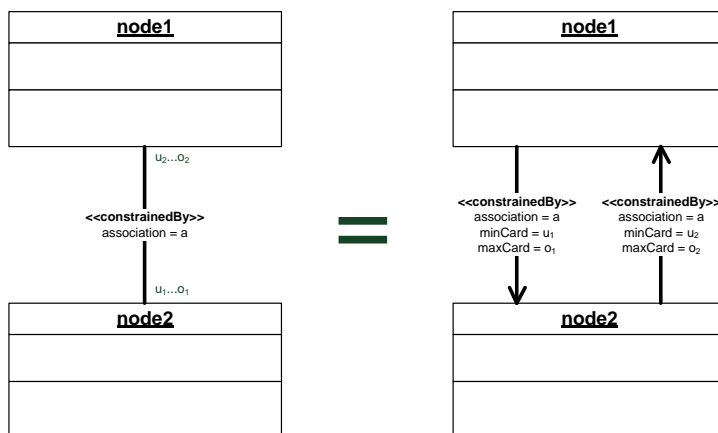 node1
u₂...o₂
<<constrainedBy>>
association = a
u₁...o₁
node2
=
node1
<<constrainedBy>>
association = a
minCard = u₁
maxCard = o₁
<<constrainedBy>>
association = a
minCard = u₂
maxCard = o₂
node2